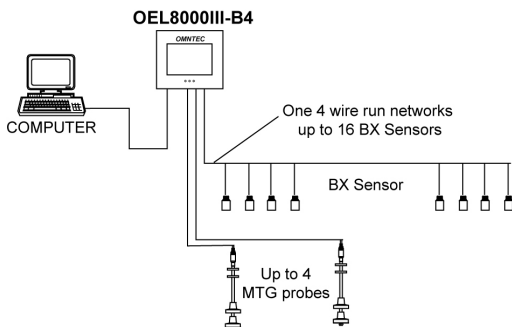 OEL8000III-B4
OMNTEC
COMPUTER
One 4 wire run networks
up to 16 BX Sensors
BX Sensor
Up to 4
MTG probes